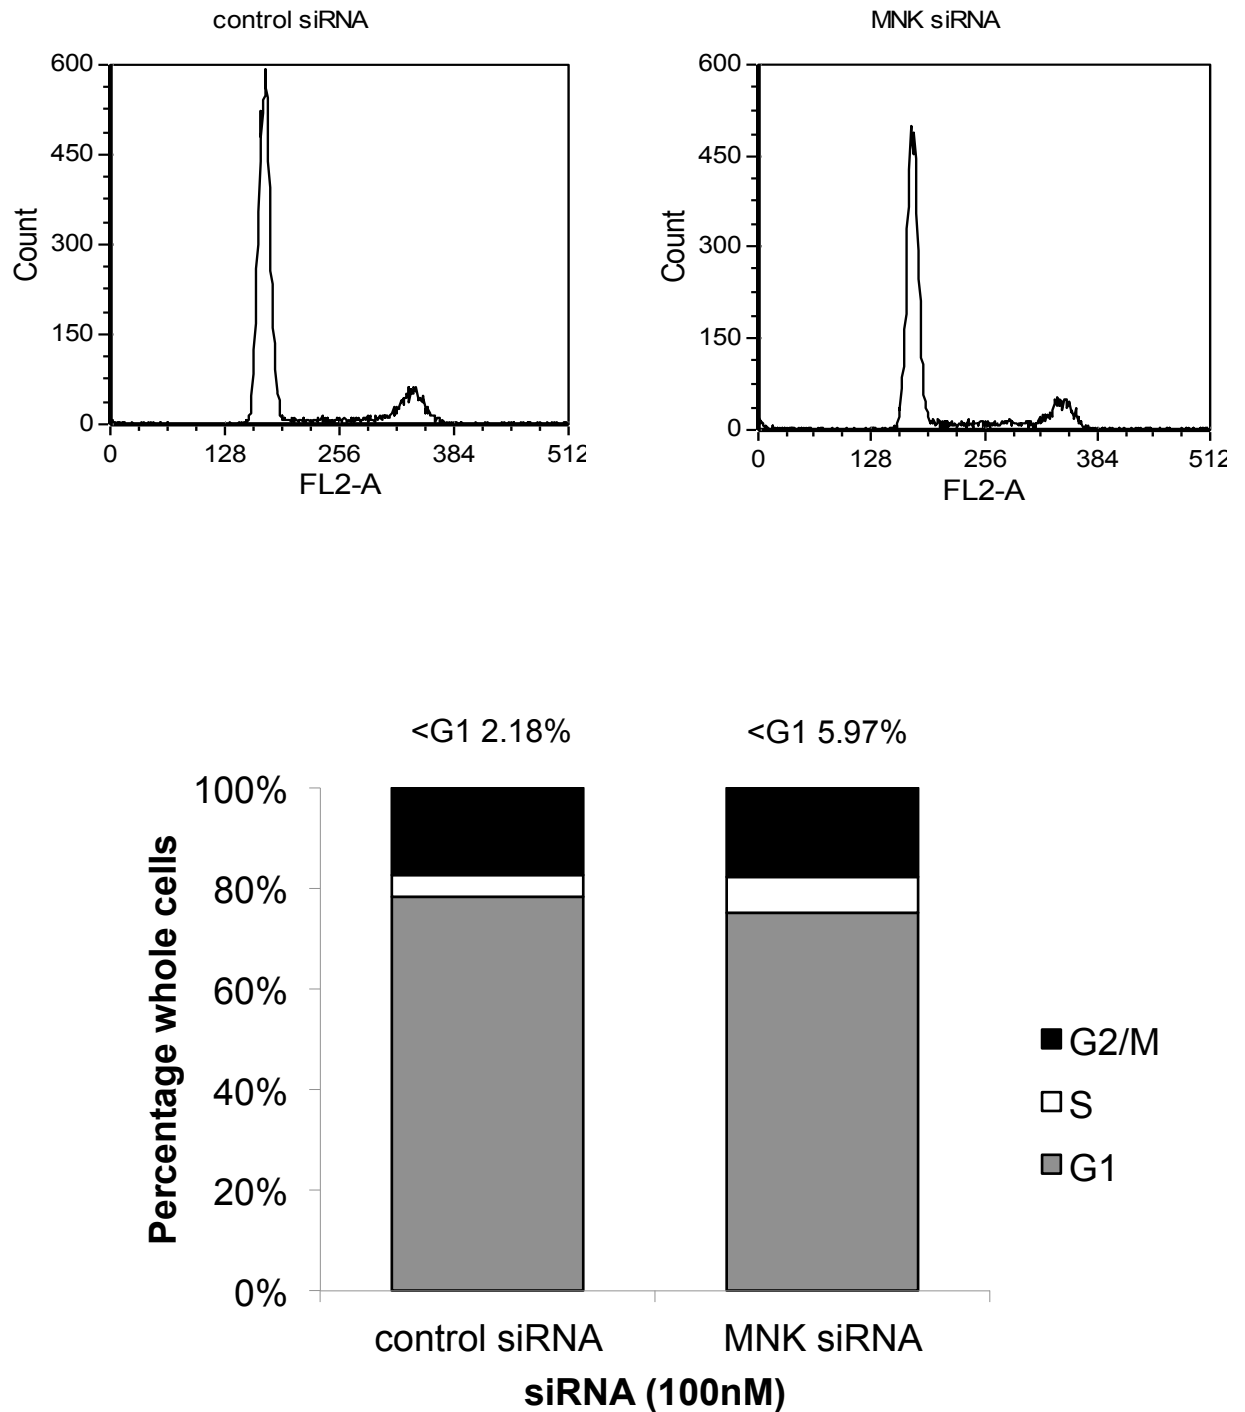 control siRNA
MNK siRNA
600
450
300
150
0
Count
0 128 256 384 512
FL2-A
600
450
300
150
0
Count
0 128 256 384 512
FL2-A
<G1 2.18%
<G1 5.97%
100%
80%
60%
40%
20%
0%
Percentage whole cells
G2/M
S
G1
control siRNA
MNK siRNA
siRNA (100nM)